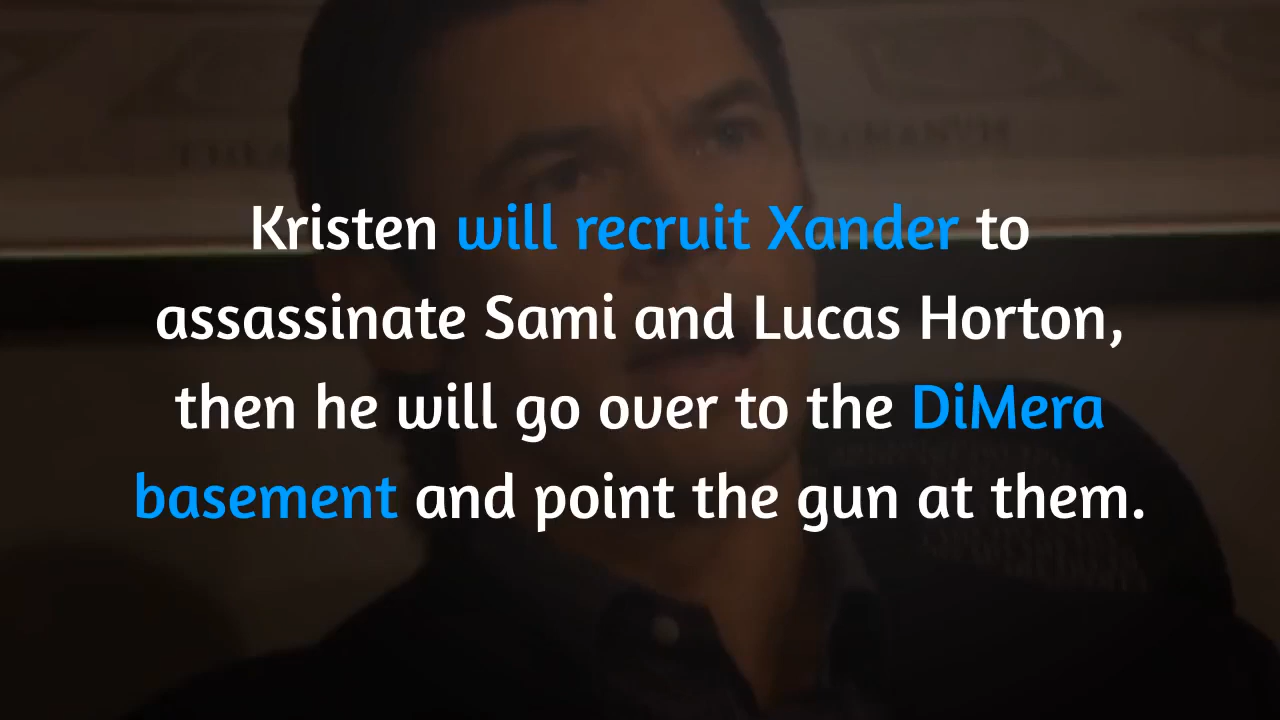 Kristen will recruit Xander to
assassinate Sami and Lucas Horton,
then he will go over to the DiMera
basement and point the gun at them.